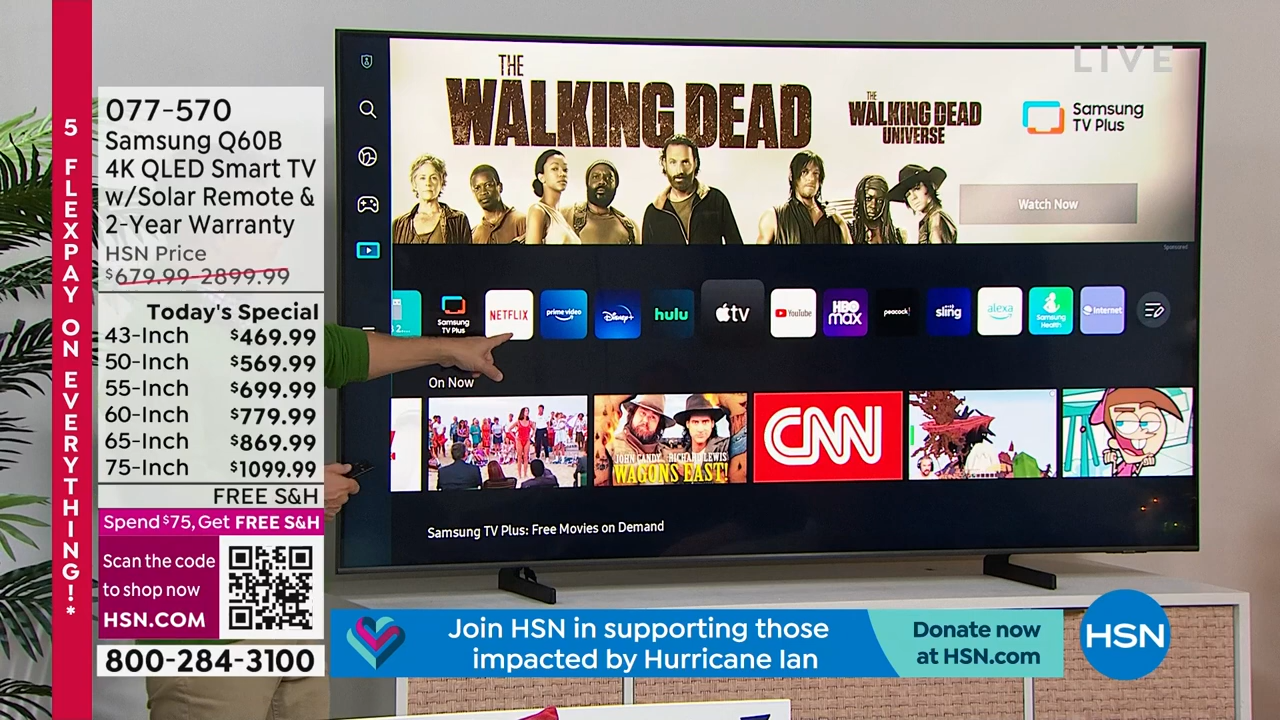 5 FLEXPAY ON EVERYTHING!*
077-570
Samsung Q60B
4K QLED Smart TV
w/Solar Remote &
2-Year Warranty
HSN Price
$679.99-2899.99
Today's Special
43-Inch $469.99
50-Inch $569.99
55-Inch $699.99
60-Inch $779.99
65-Inch $869.99
75-Inch $1099.99
FREE S&H
Spend $75, Get FREE S&H
Scan the code
to shop now
HSN.COM
800-284-3100
LIVE
THE
WALKING DEAD
THE
WALKING DEAD
UNIVERSE
Samsung
TV Plus
Watch Now
Sponsored
Samsung
TV Plus
NETFLIX
prime video
Disney+
hulu
tv
YouTube
HBO
max
peacock
sling
alexa
Samsung
Health
Internet
On Now
JOHN CANDY RICHARD LEWIS
WAGONS EAST!
CNN
Samsung TV Plus: Free Movies on Demand
Join HSN in supporting those
impacted by Hurricane Ian
Donate now
at HSN.com
HSN